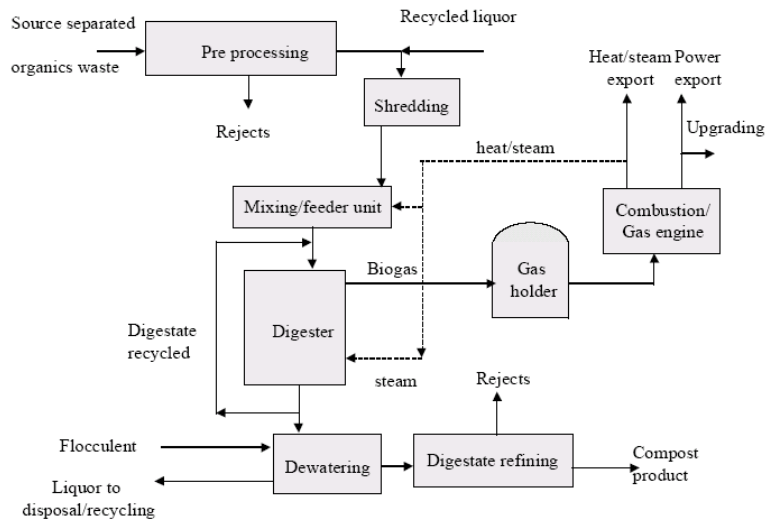 Source separated
organics waste
Pre processing
Recycled liquor
Rejects
Shredding
Heat/steam
export
Power
export
Upgrading
heat/steam
Mixing/feeder unit
Combustion/
Gas engine
Biogas
Gas
holder
Digester
Digestate
recycled
steam
Rejects
Flocculent
Dewatering
Digestate refining
Compost
product
Liquor to
disposal/recycling